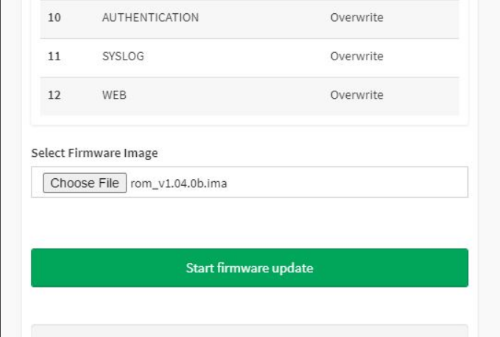 10 AUTHENTICATION Overwrite
11 SYSLOG Overwrite
12 WEB Overwrite
Select Firmware Image
Choose File rom_v1.04.0b.ima
Start firmware update